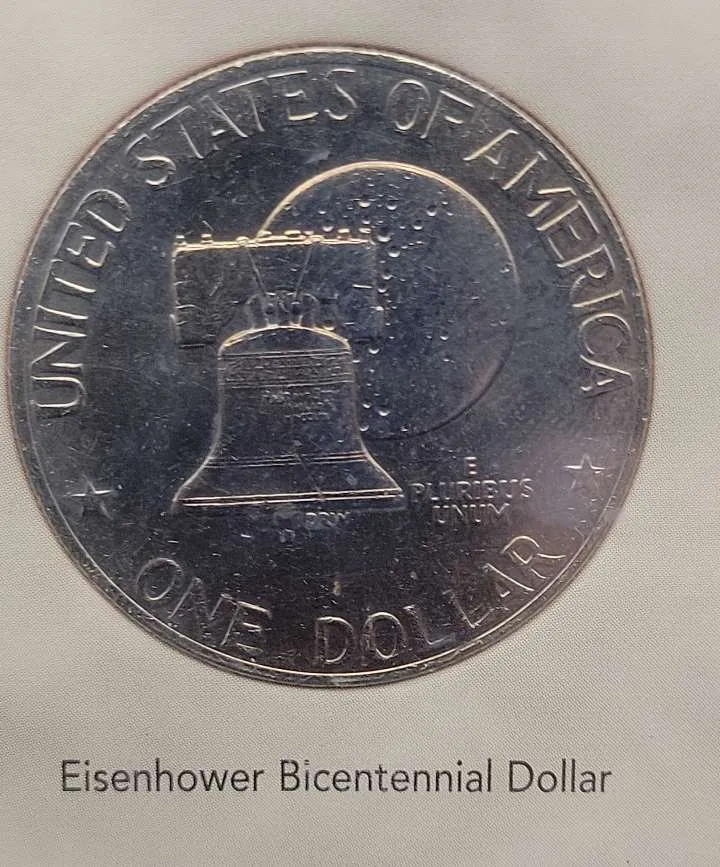 UNITED STATES OF AMERICA
E
PLURIBUS
UNUM
ONE DOLLAR
Eisenhower Bicentennial Dollar